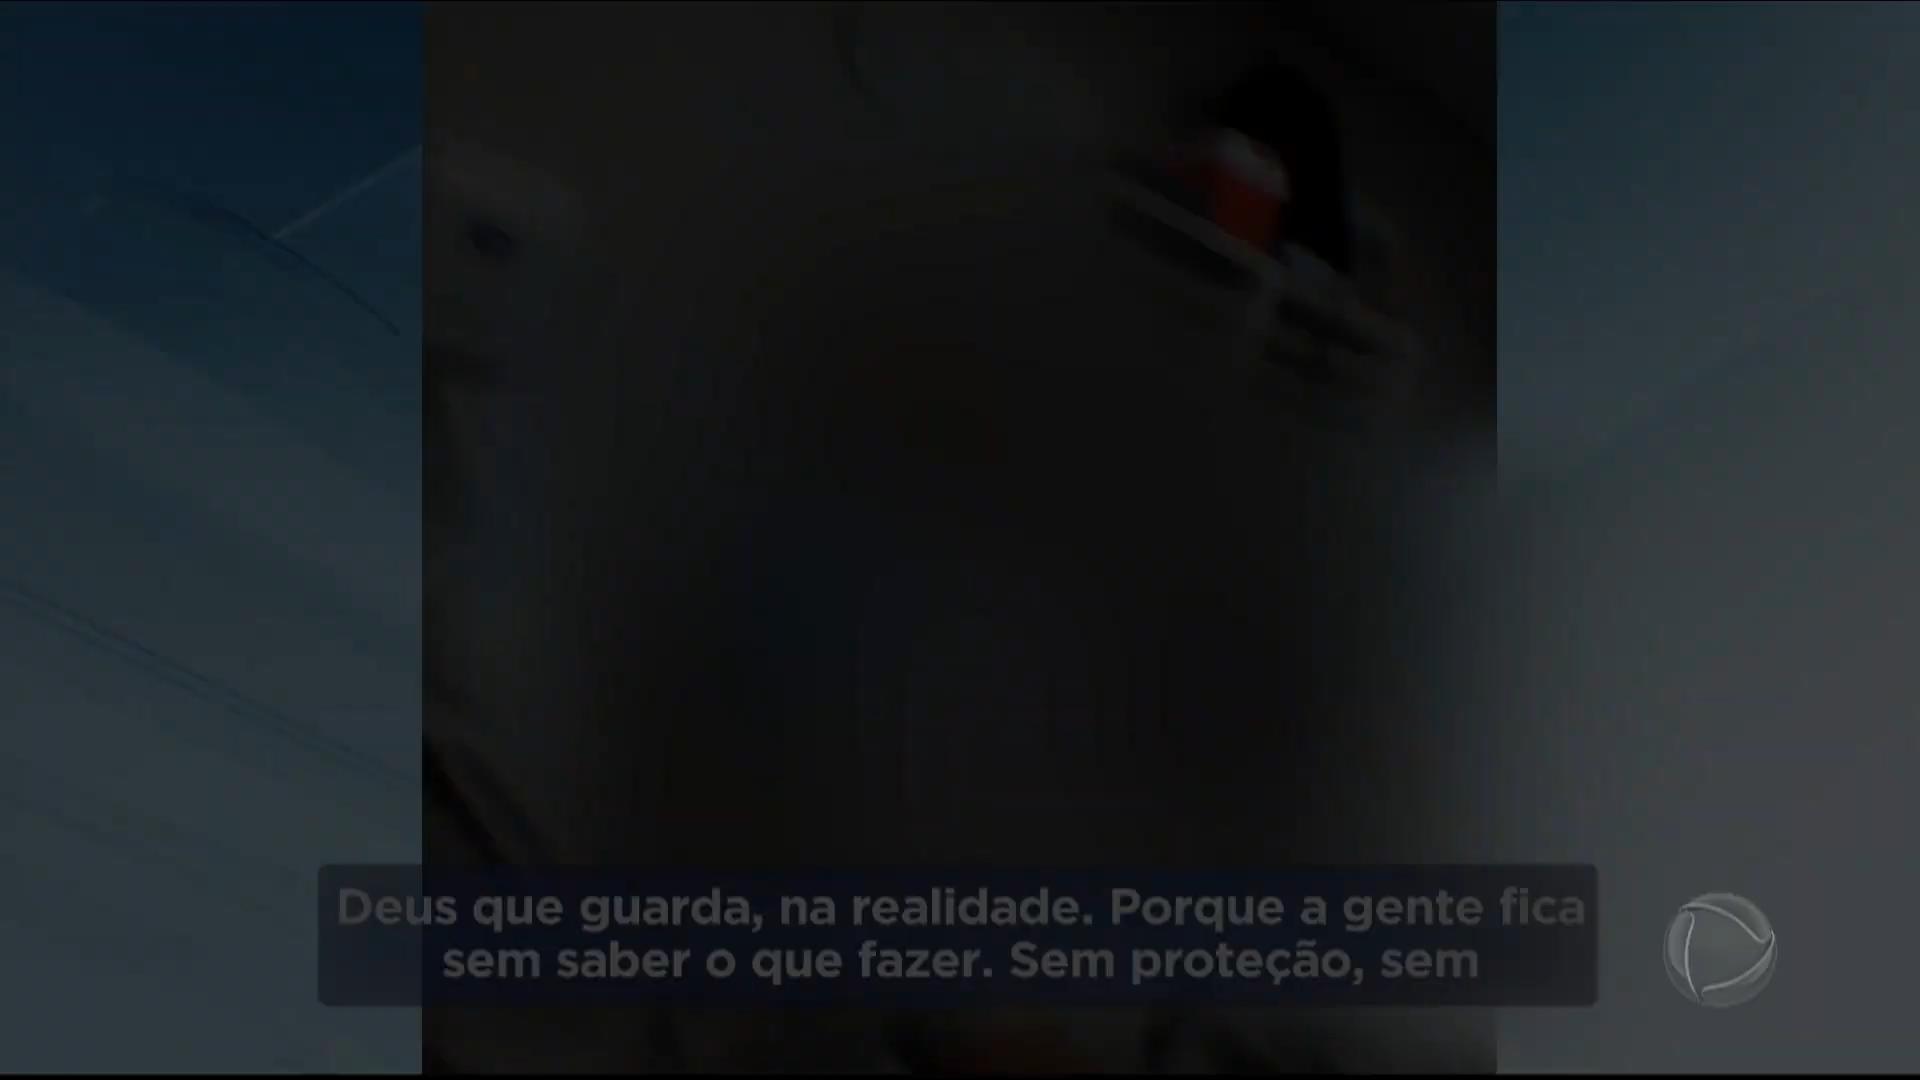 Deus que guarda, na realidade. Porque a gente fica
sem saber o que fazer. Sem proteção, sem